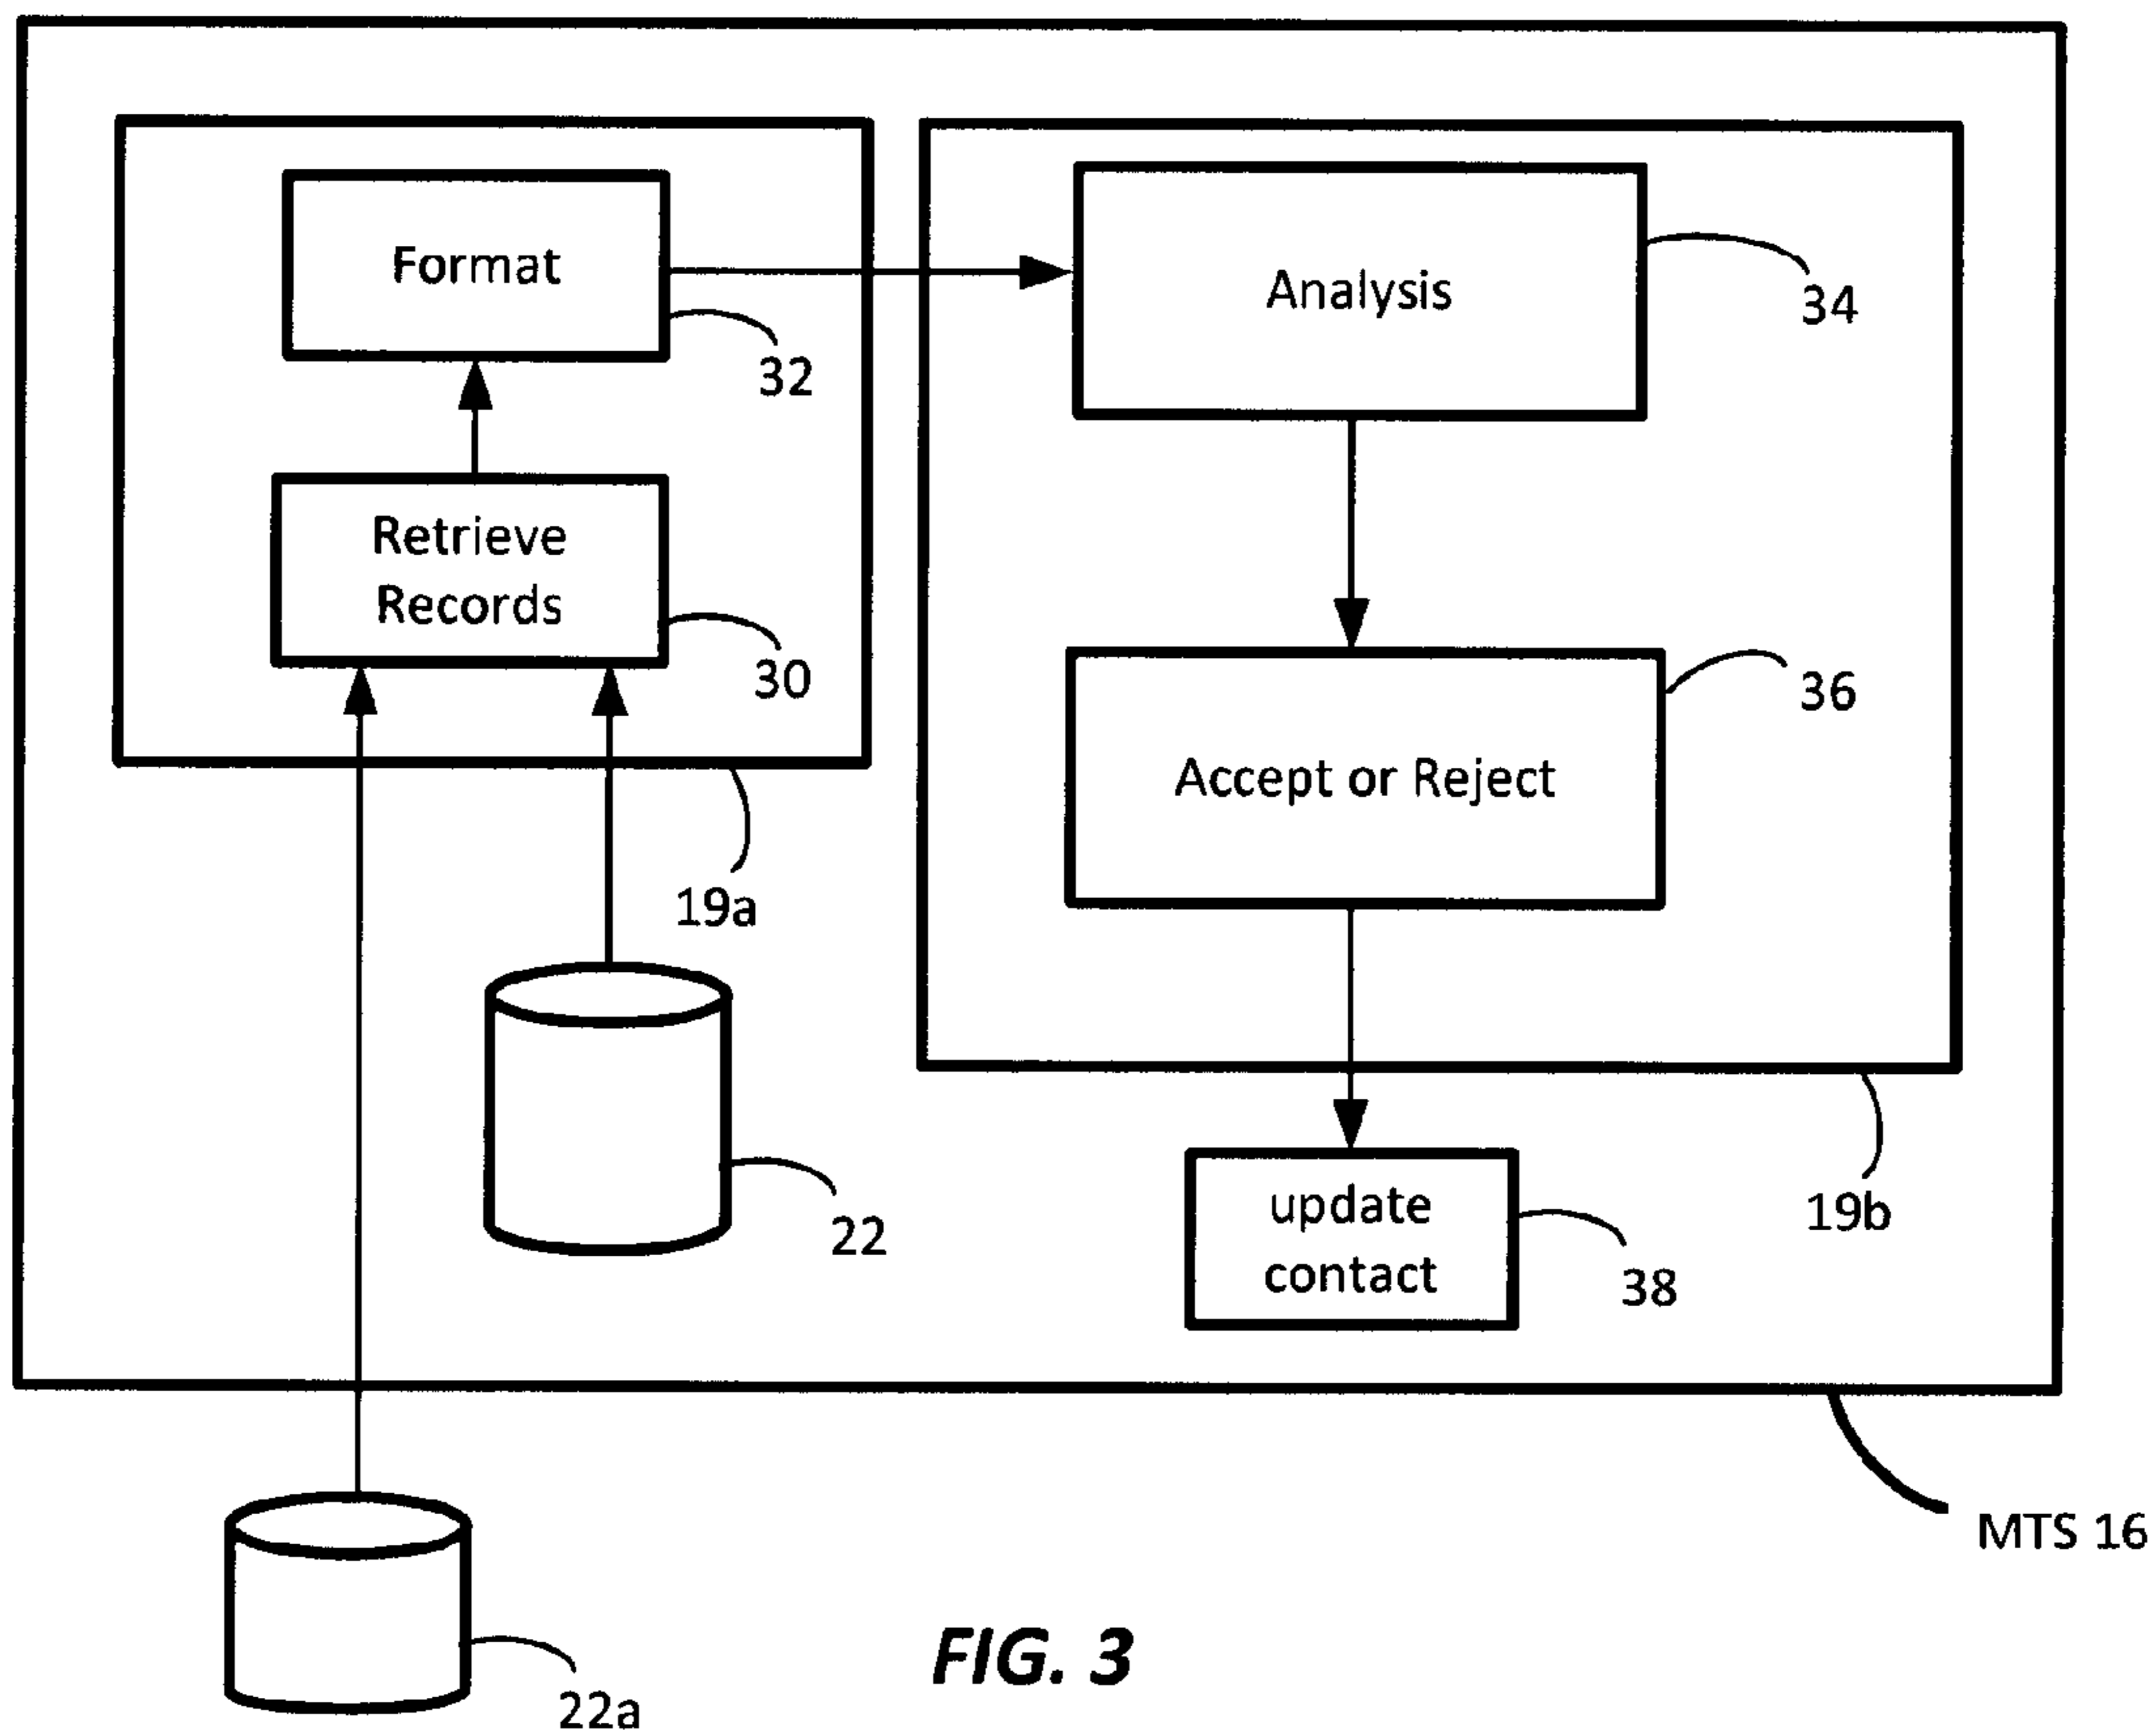 Format
32
Retrieve
Records
30
19a
22
22a
Analysis
34
Accept or Reject
36
19b
update
contact
38
MTS 16
FIG. 3